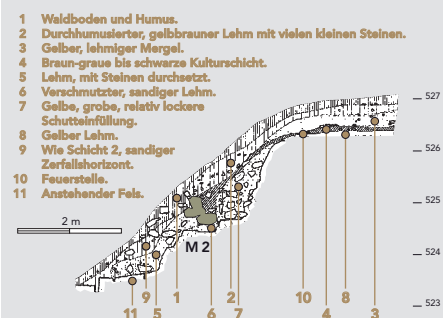 1 Waldboden und Humus.
2 Durchhumusierter, gelbbrauner Lehm mit vielen kleinen Steinen.
3 Gelber, lehmiger Mergel.
4 Braun-graue bis schwarze Kulturschicht.
5 Lehm, mit Steinen durchsetzt.
6 Verschmutzter, sandiger Lehm.
7 Gelbe, grobe, relativ lockere
Schutteinfüllung.
8 Gelber Lehm.
9 Wie Schicht 2, sandiger
Zerfallshorizont.
10 Feuerstelle.
11 Anstehender Fels.
2 m
527
526
525
524
523
M 2
9 1 2 10 8
11 5 6 7 4 3